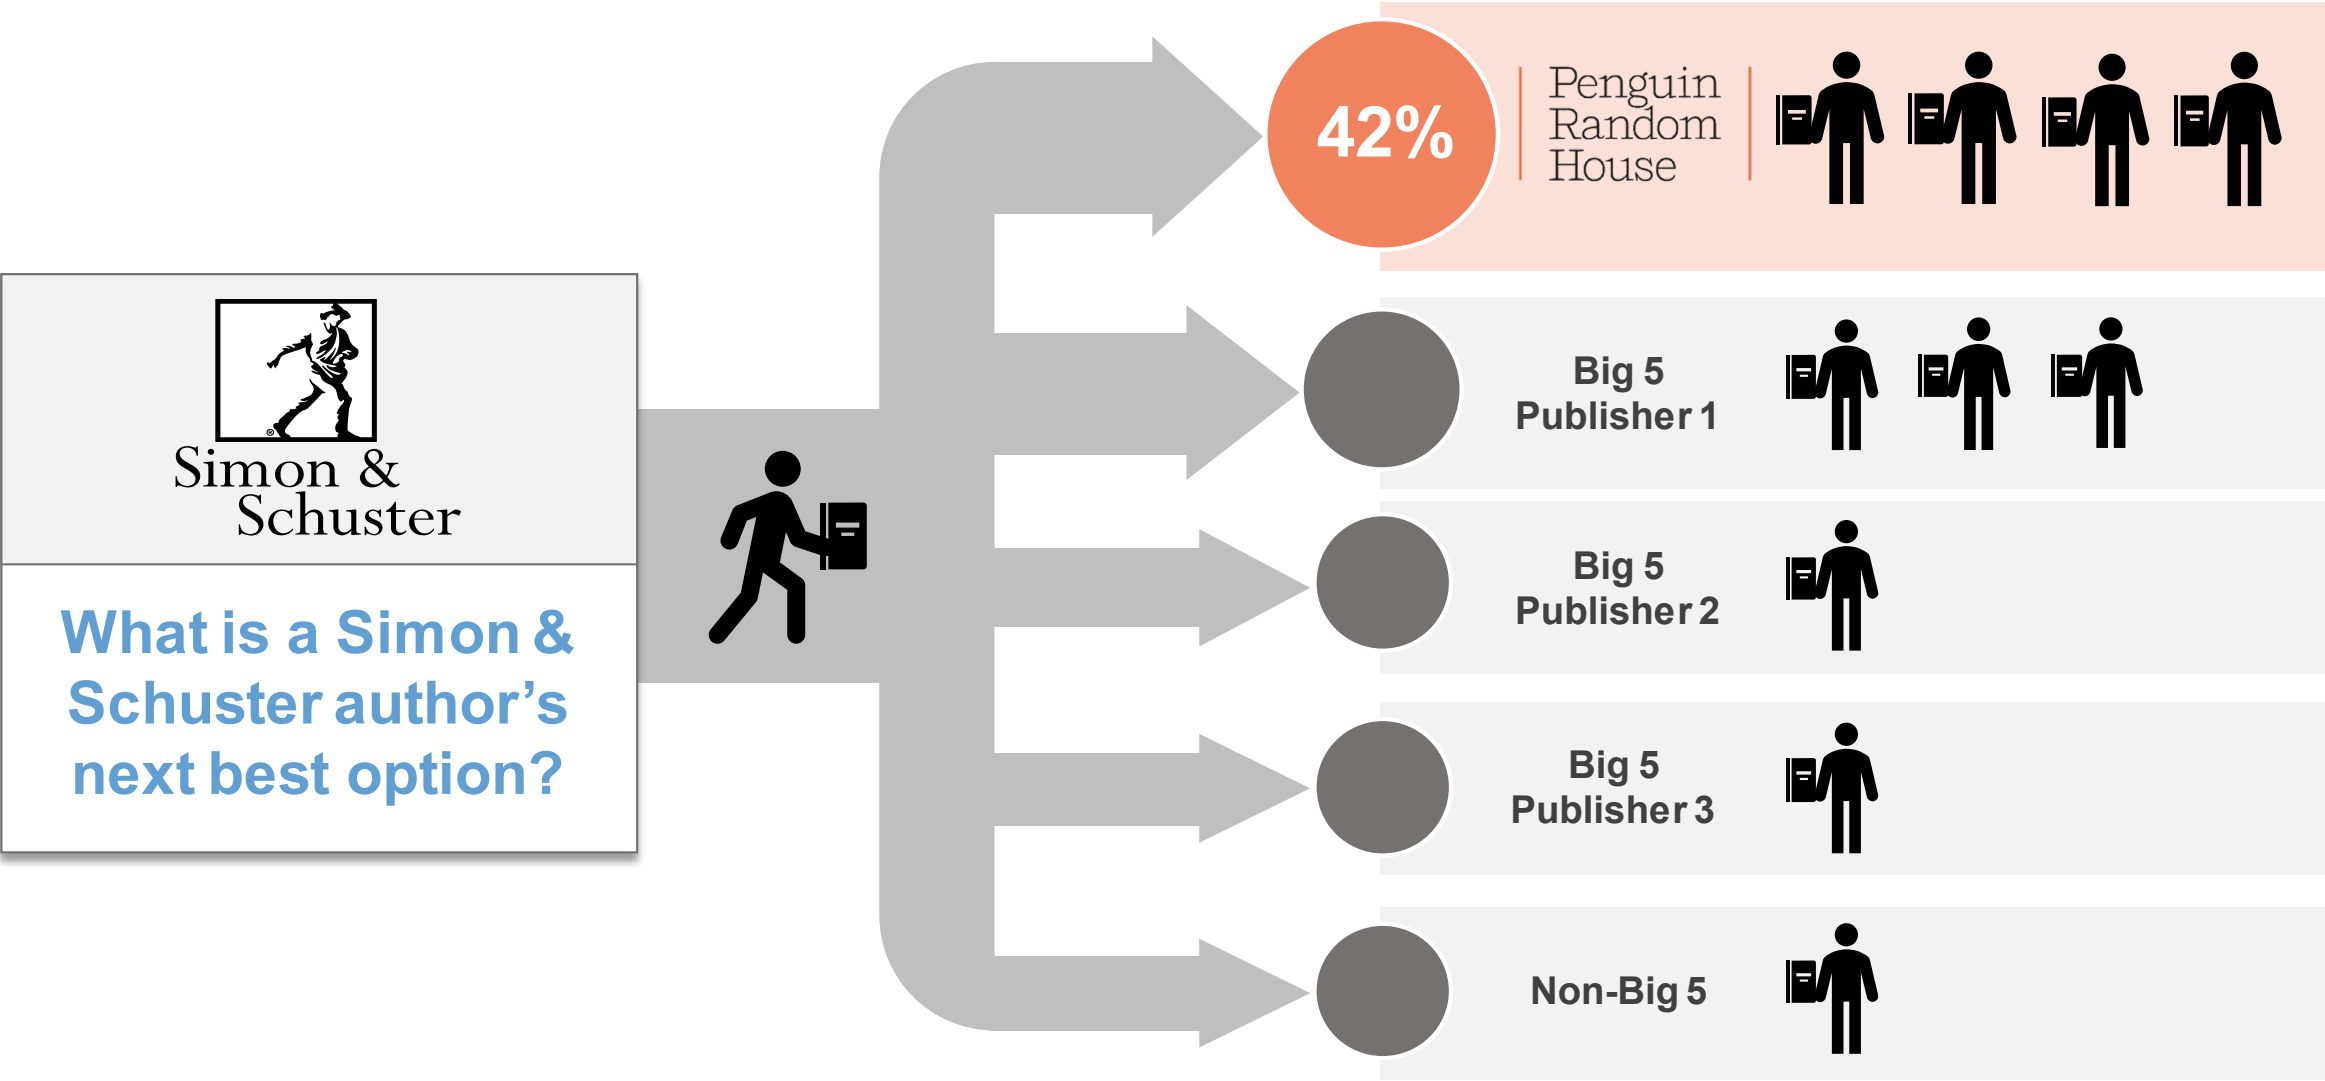 Simon &
Schuster
®
What is a Simon &
Schuster author’s
next best option?
42%
Penguin
Random
House
Big 5
Publisher 1
Big 5
Publisher 2
Big 5
Publisher 3
Non-Big 5